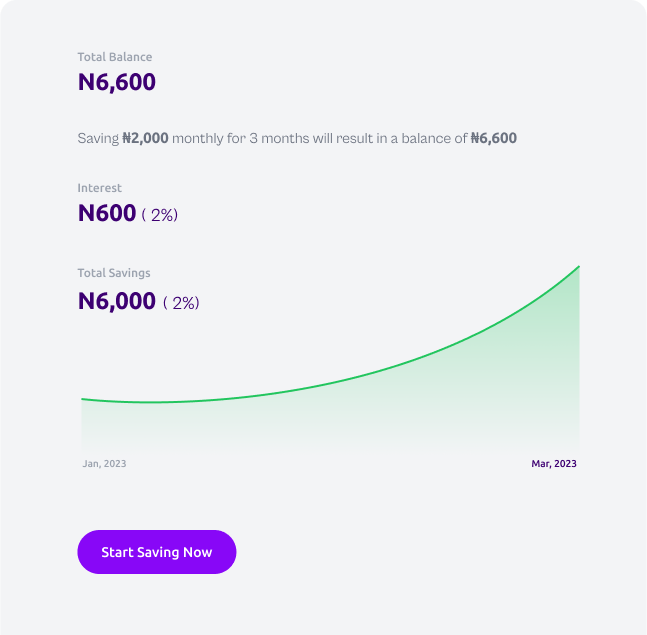 Total Balance
N6,600
Saving ₦2,000 monthly for 3 months will result in a balance of ₦6,600
Interest
N600 ( 2%)
Total Savings
N6,000 ( 2%)
Jan, 2023 Mar, 2023
Start Saving Now